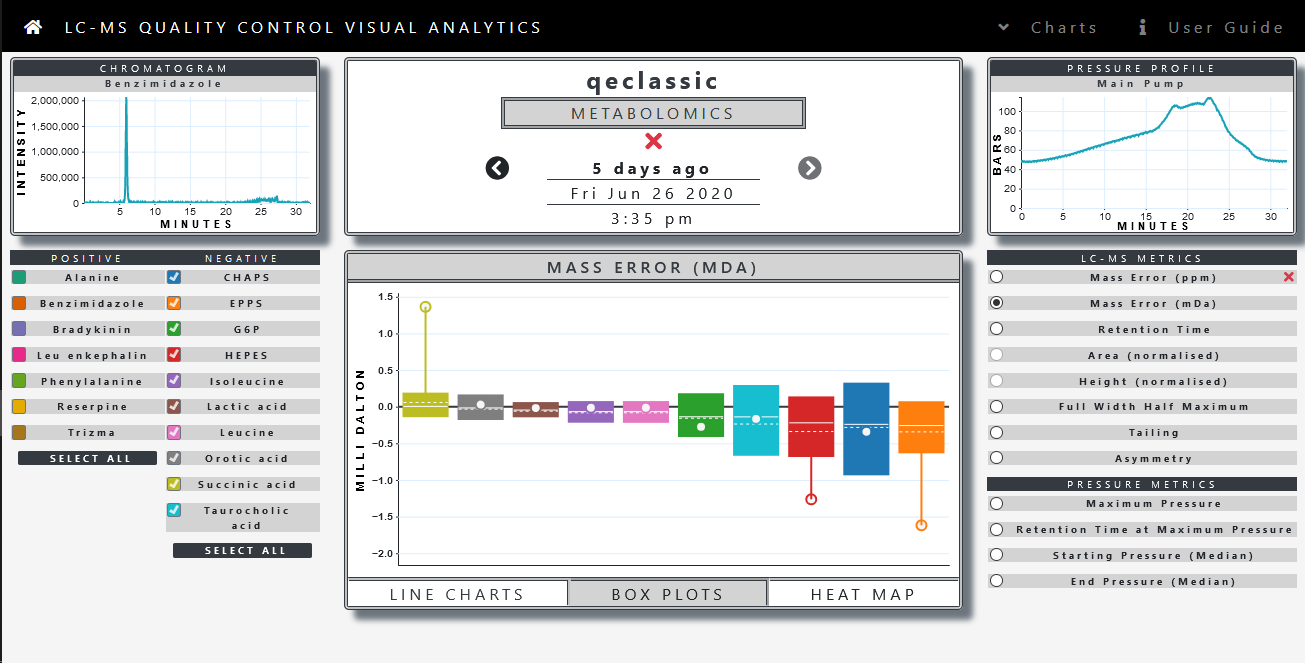 LC-MS QUALITY CONTROL VISUAL ANALYTICS
Charts
User Guide
CHROMATOGRAM
Benzimidazole
INTENSITY
2,000,000
1,500,000
1,000,000
500,000
0
5 10 15 20 25 30
MINUTES
qeclassic
METABOLOMICS
5 days ago
Fri Jun 26 2020
3:35 pm
PRESSURE PROFILE
Main Pump
BARS
100
80
60
40
20
0
0 5 10 15 20 25 30
MINUTES
POSITIVE
Alanine
Benzimidazole
Bradykinin
Leu enkephalin
Phenylalanine
Reserpine
Trizma
SELECT ALL
NEGATIVE
CHAPS
EPPS
G6P
HEPES
Isoleucine
Lactic acid
Leucine
Orotic acid
Succinic acid
Taurocholic
acid
SELECT ALL
MASS ERROR (MDA)
MILLI DALTON
1.5
1.0
0.5
0.0
−0.5
−1.0
−1.5
−2.0
LINE CHARTS
BOX PLOTS
HEAT MAP
LC-MS METRICS
Mass Error (ppm)
Mass Error (mDa)
Retention Time
Area (normalised)
Height (normalised)
Full Width Half Maximum
Tailing
Asymmetry
PRESSURE METRICS
Maximum Pressure
Retention Time at Maximum Pressure
Starting Pressure (Median)
End Pressure (Median)